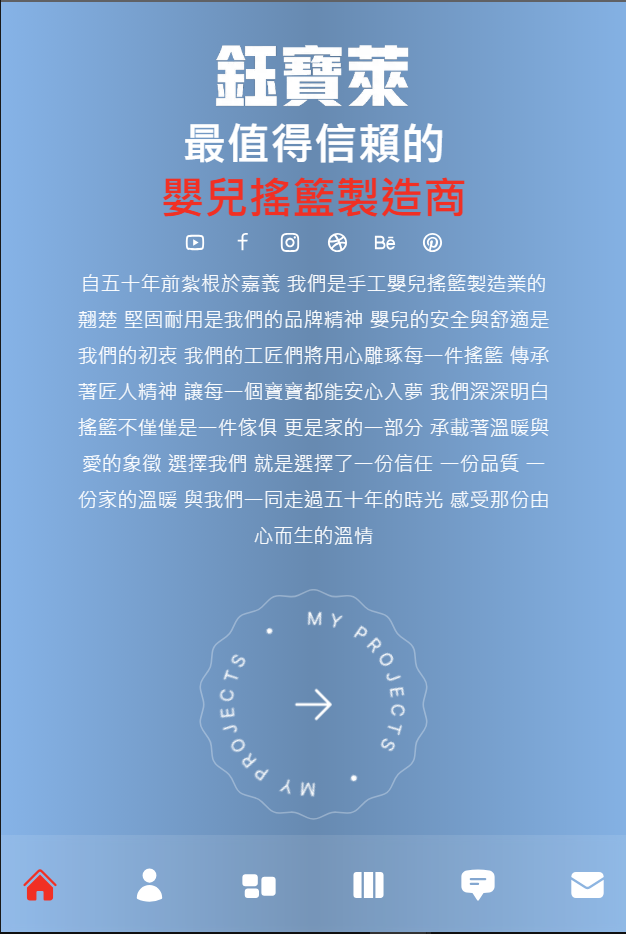 鈺寶萊
最值得信賴的
嬰兒搖籃製造商
Bē
自五十年前紮根於嘉義 我們是手工嬰兒搖籃製造業的
翹楚 堅固耐用是我們的品牌精神 嬰兒的安全與舒適是
我們的初衷 我們的工匠們將用心雕琢每一件搖籃 傳承
著匠人精神 讓每一個寶寶都能安心入夢 我們深深明白
搖籃不僅僅是一件傢俱 更是家的一部分 承載著溫暖與
愛的象徵 選擇我們 就是選擇了一份信任 一份品質 一
份家的溫暖 與我們一同走過五十年的時光 感受那份由
心而生的溫情
MY PROJECTS • MY PROJECTS •